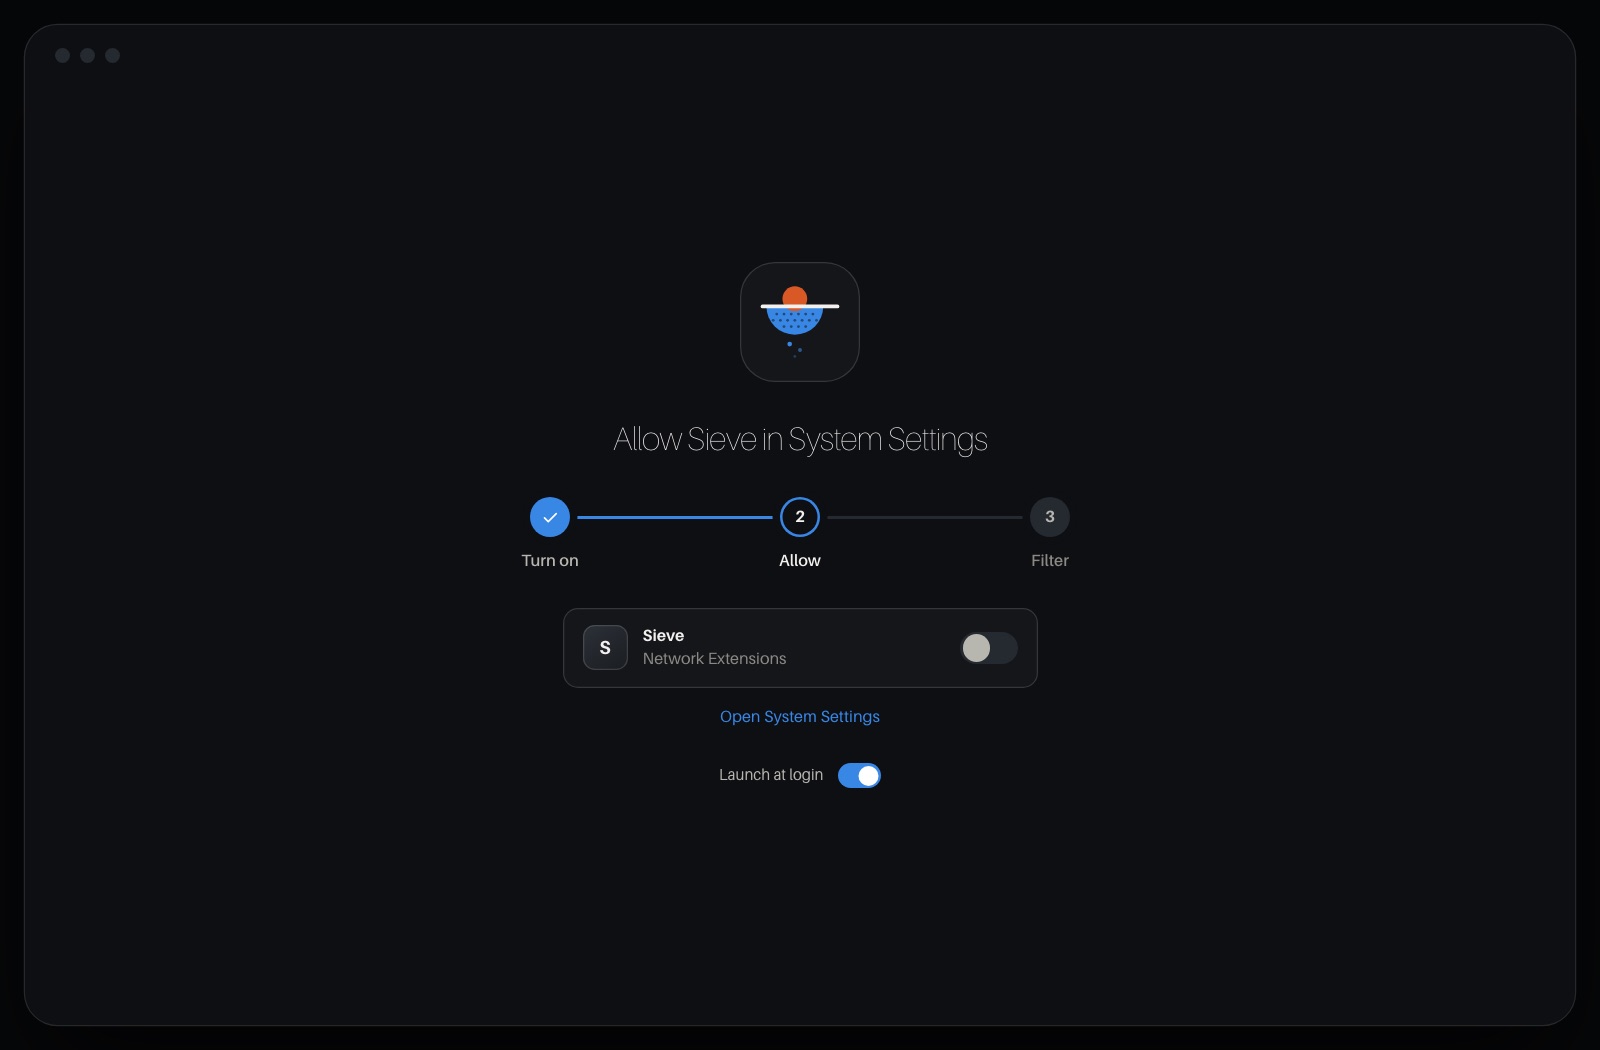 Allow Sieve in System Settings
2
3
Turn on
Allow
Filter
S
Sieve
Network Extensions
Open System Settings
Launch at login